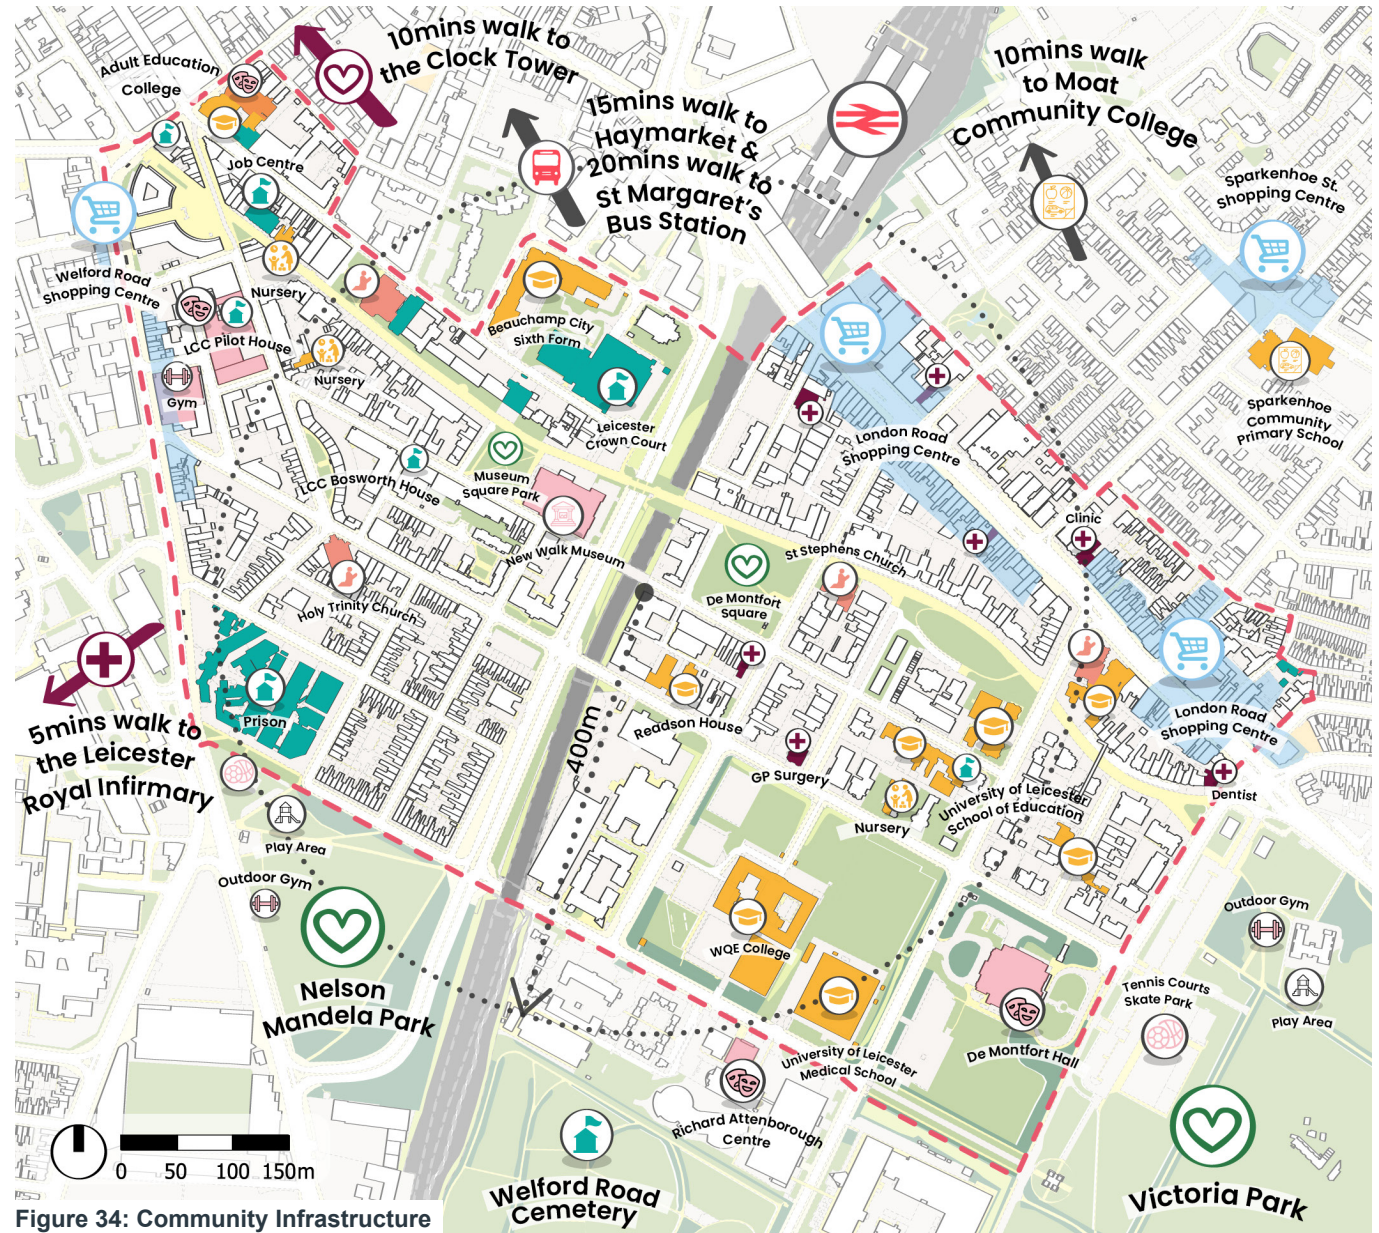 10mins walk to
the Clock Tower
Adult Education
College
15mins walk to
Haymarket &
20mins walk to
St Margaret's
Bus Station
10mins walk
to Moat
Community College
Sparkenhoe St.
Shopping Centre
Job Centre
Welford Road
Shopping Centre
Nursery
LCC Pilot House
Nursery
Gym
Beauchamp City
Sixth Form
Leicester
Crown Court
London Road
Shopping Centre
Sparkenhoe
Community
Primary School
LCC Bosworth House
Museum
Square Park
New Walk Museum
Clinic
St Stephens Church
De Montfort
Square
Holy Trinity Church
Prison
5mins walk to
the Leicester
Royal Infirmary
400m
Readson House
GP Surgery
London Road
Shopping Centre
Dentist
University of Leicester
School of Education
Nursery
Play Area
Outdoor Gym
Nelson
Mandela Park
WQE College
Outdoor Gym
Tennis Courts
Skate Park
Play Area
De Montfort Hall
University of Leicester
Medical School
Richard Attenborough
Centre
Welford Road
Cemetery
Victoria Park
0 50 100 150m
Figure 34: Community Infrastructure